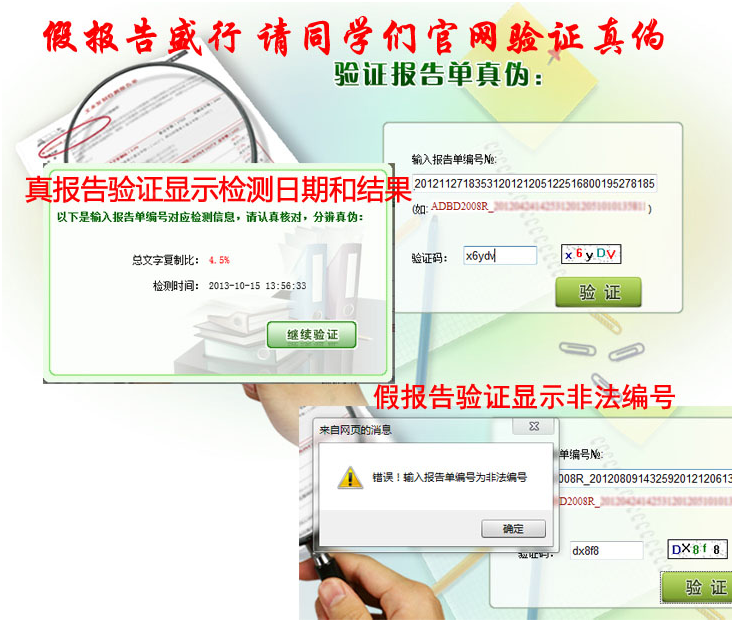 假报告盛行 请同学们官网验证真伪
验证报告单真伪：
输入报告单编号№:
2012112718353120121205122516800195278185
(如: ADBD2008R_2012042414253120120510101358
)
验证码：
x6ydv
x6yDV
验 证
真报告验证显示检测日期和结果
以下是输入报告单编号对应检测信息，请认真核对，分辨真伪：
总文字复制比： 4.5%
检测时间： 2013-10-15 13:56:33
继续验证
假报告验证显示非法编号
来自网页的消息
错误！输入报告单编号为非法编号
确定
单编号№:
008R_201208091432592012120613
D2008R_20120424142531201205101013
验证码：
dx8f8
DX8f8
验 证